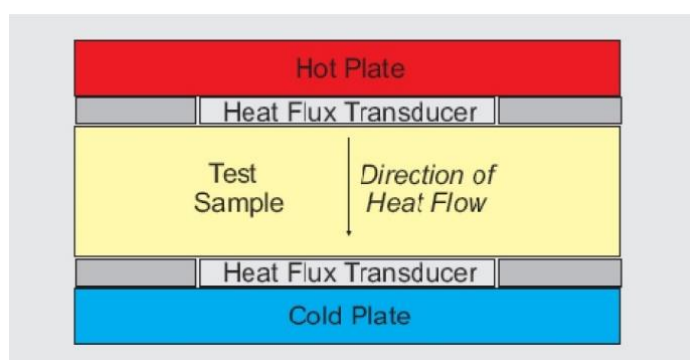 Hot Plate
Heat Flux Transducer
Test
Sample
Direction of
Heat Flow
Heat Flux Transducer
Cold Plate